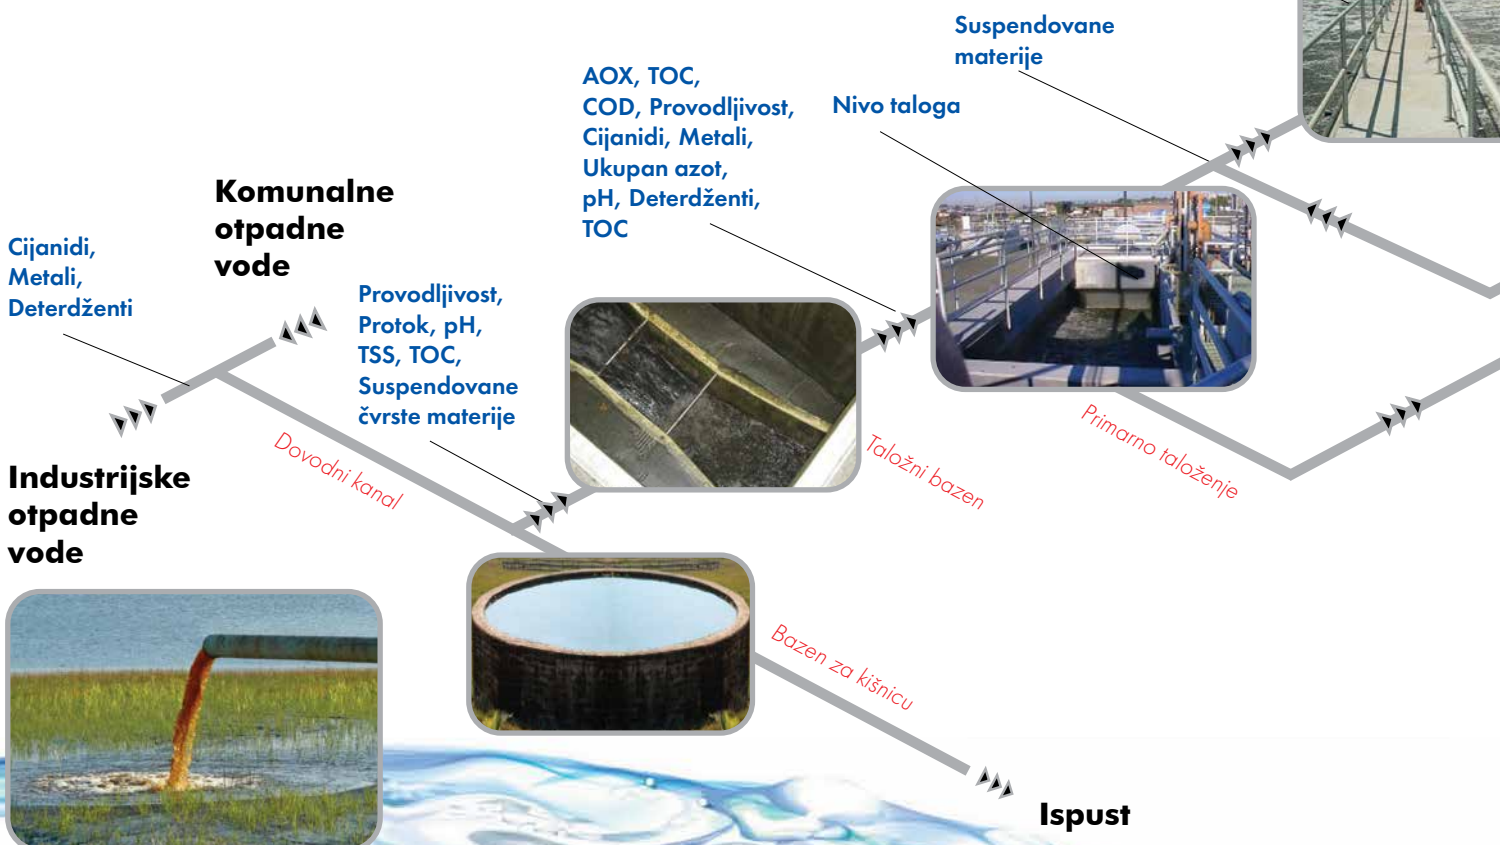 Suspendovane
materije
AOX, TOC,
COD, Provodljivost,
Cijanidi, Metali,
Ukupan azot,
pH, Deterdženti,
TOC
Nivo taloga
Komunalne
otpadne
vode
Cijanidi,
Metali,
Deterdženti
Provodljivost,
Protok, pH,
TSS, TOC,
Suspendovane
čvrste materije
Dovodni kanal
Taložni bazen
Primarno taloženje
Industrijske
otpadne
vode
Bazen za kišnicu
Ispust